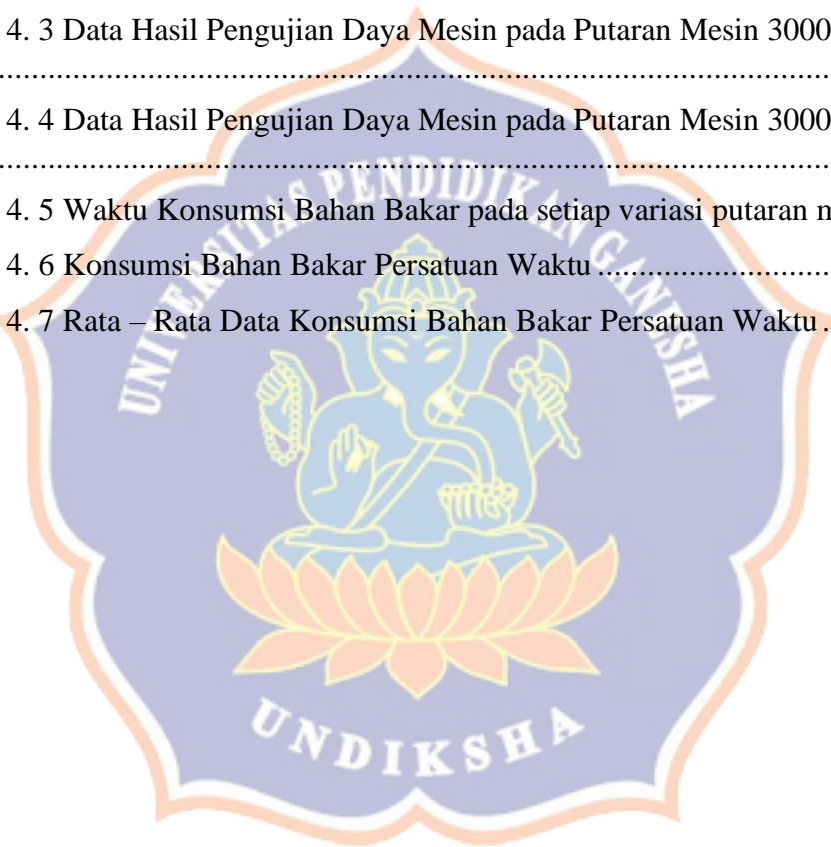 4. 3 Data Hasil Pengujian Daya Mesin pada Putaran Mesin 3000
................................................................................
4. 4 Data Hasil Pengujian Daya Mesin pada Putaran Mesin 3000
................................................................................
4. 5 Waktu Konsumsi Bahan Bakar pada setiap variasi putaran m
4. 6 Konsumsi Bahan Bakar Persatuan Waktu ........................
4. 7 Rata – Rata Data Konsumsi Bahan Bakar Persatuan Waktu .
UNIVERSITAS PENDIDIKAN GANESHA
UNDIKSHA